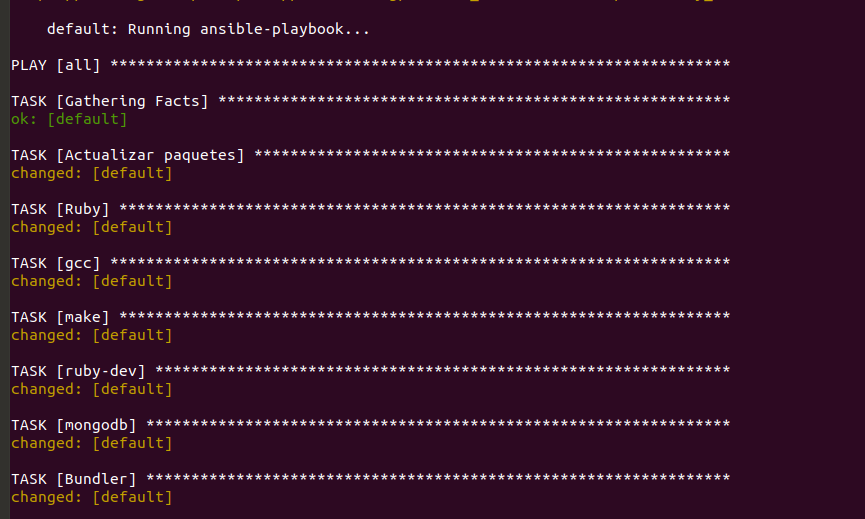 default: Running ansible-playbook...
PLAY [all] *********************************************************************
TASK [Gathering Facts] *********************************************************
ok: [default]
TASK [Actualizar paquetes] *****************************************************
changed: [default]
TASK [Ruby] ********************************************************************
changed: [default]
TASK [gcc] *********************************************************************
changed: [default]
TASK [make] ********************************************************************
changed: [default]
TASK [ruby-dev] ****************************************************************
changed: [default]
TASK [mongodb] *****************************************************************
changed: [default]
TASK [Bundler] *****************************************************************
changed: [default]